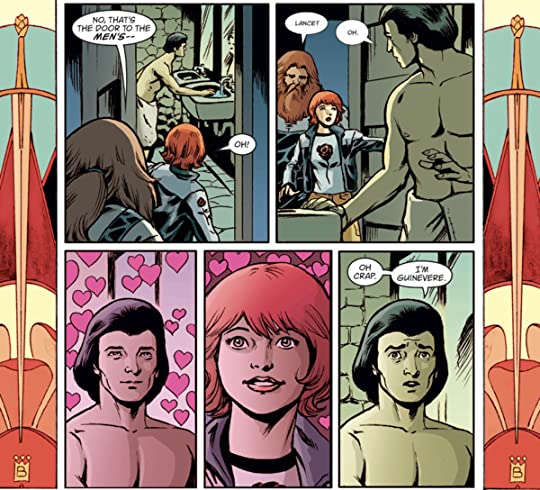 NO, THAT'S
THE DOOR TO THE
MEN'S--
OH!
LANCE?
OH.
OH
CRAP.
I'M
GUINEVERE.
B
B